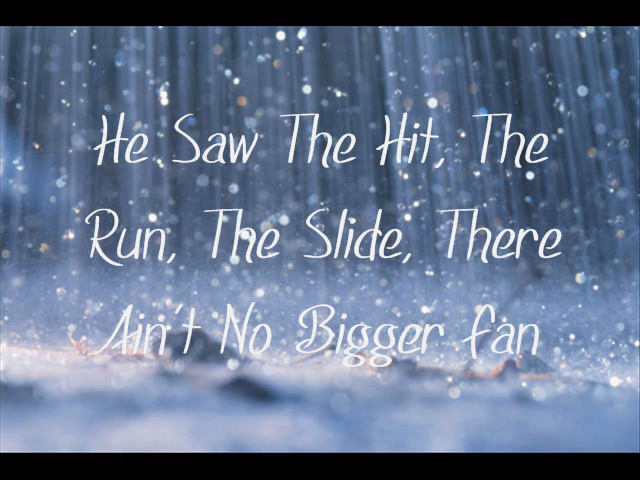 He Saw The Hit, The
Run, The Slide, There
Ain't No Bigger fan